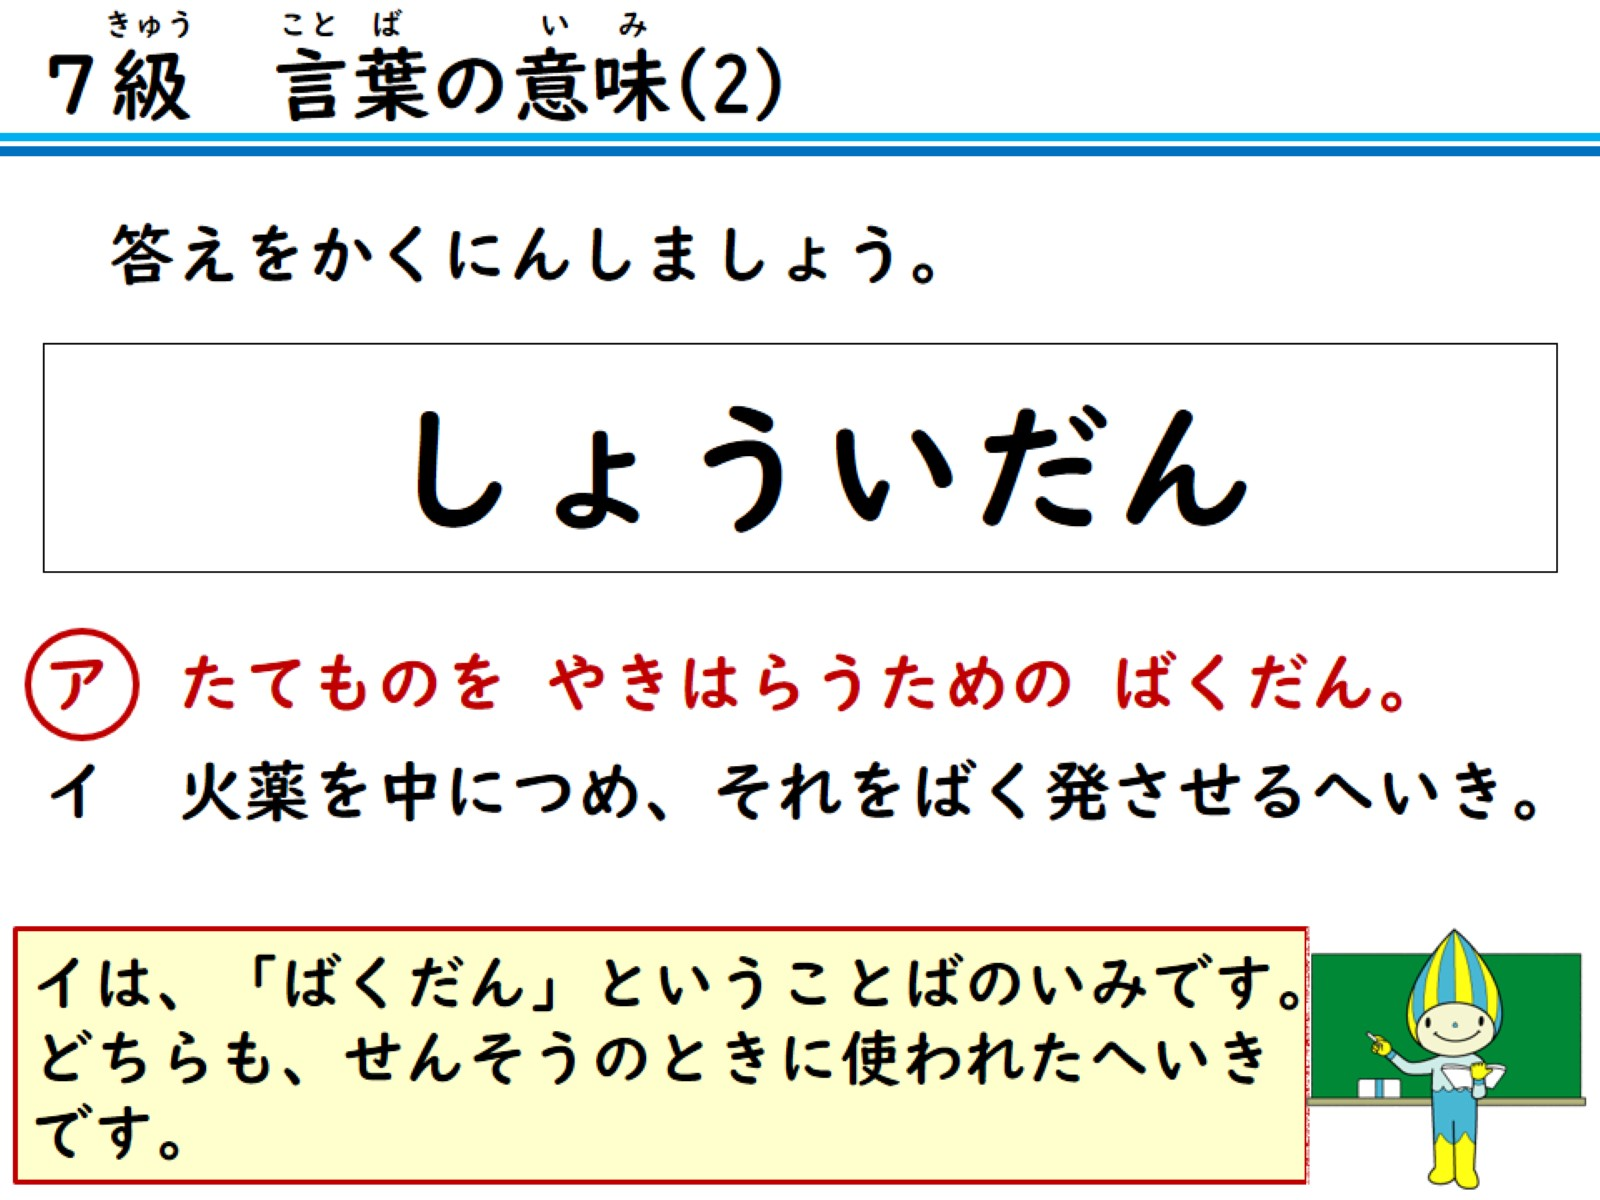 きゅう ことば いみ
７級 言葉の意味(2)
答えをかくにんしましょう。
しょういだん
ア たてものを やきはらうための ばくだん。
イ 火薬を中につめ、それをばく発させるへいき。
イは、「ばくだん」ということばのいみです。
どちらも、せんそうのときに使われたへいき
です。